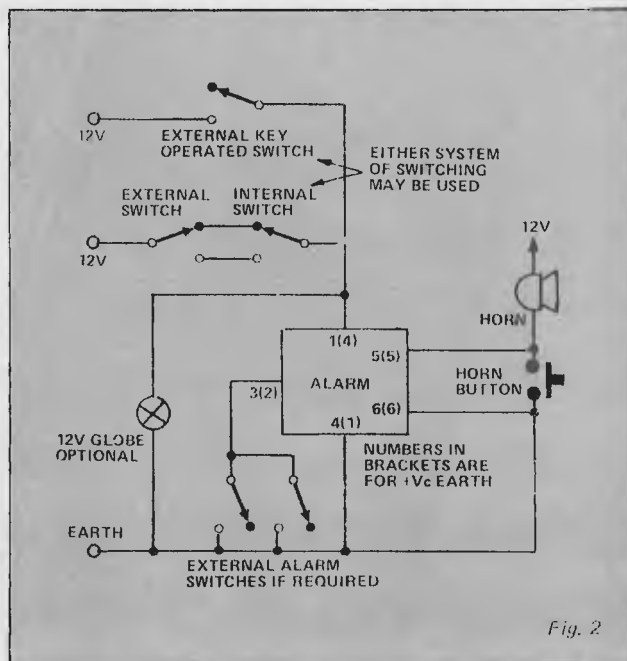 12V
EXTERNAL KEY
OPERATED SWITCH
EITHER SYSTEM
OF SWITCHING
MAY BE USED
EXTERNAL
SWITCH
INTERNAL
SWITCH
12V
12V
HORN
1(4)
5(5)
3(2)
ALARM
HORN
BUTTON
6(6)
4(1)
12V GLOBE
OPTIONAL
NUMBERS IN
BRACKETS ARE
FOR +Vc EARTH
EARTH
EXTERNAL ALARM
SWITCHES IF REQUIRED
Fig. 2